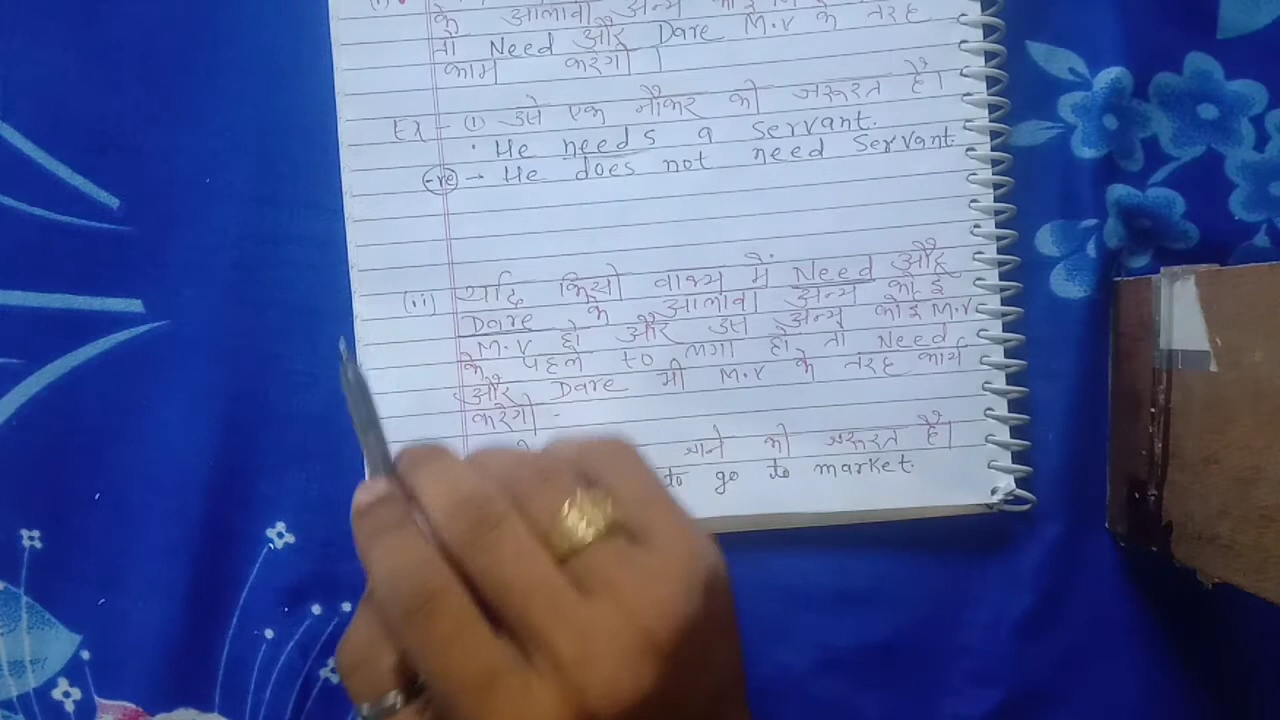 के आलावा अन्य
तो Need और Dare M.V के तरह
काम करेगा।
Ex - ① उसे एक नौकर की जरूरत है।
· He needs a servant.
-ve → He does not need servant.
(ii) यदि किसी वाक्य में Need और
Dare के आलावा अन्य कोई
M.V हो और उस अन्य कोई M.V
के पहले to लगा हो तो Need
और Dare भी M.V के तरह कार्य
करेगी -
जाने की जरूरत है।
to go to market.